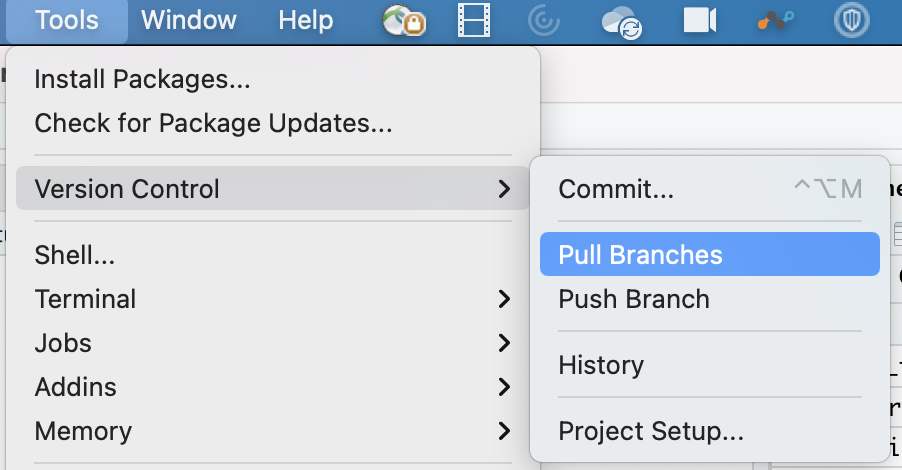 Tools Window Help
Install Packages...
Check for Package Updates...
Version Control
Commit... ^⌥M
Pull Branches
Push Branch
History
Project Setup...
Shell...
Terminal
Jobs
Addins
Memory